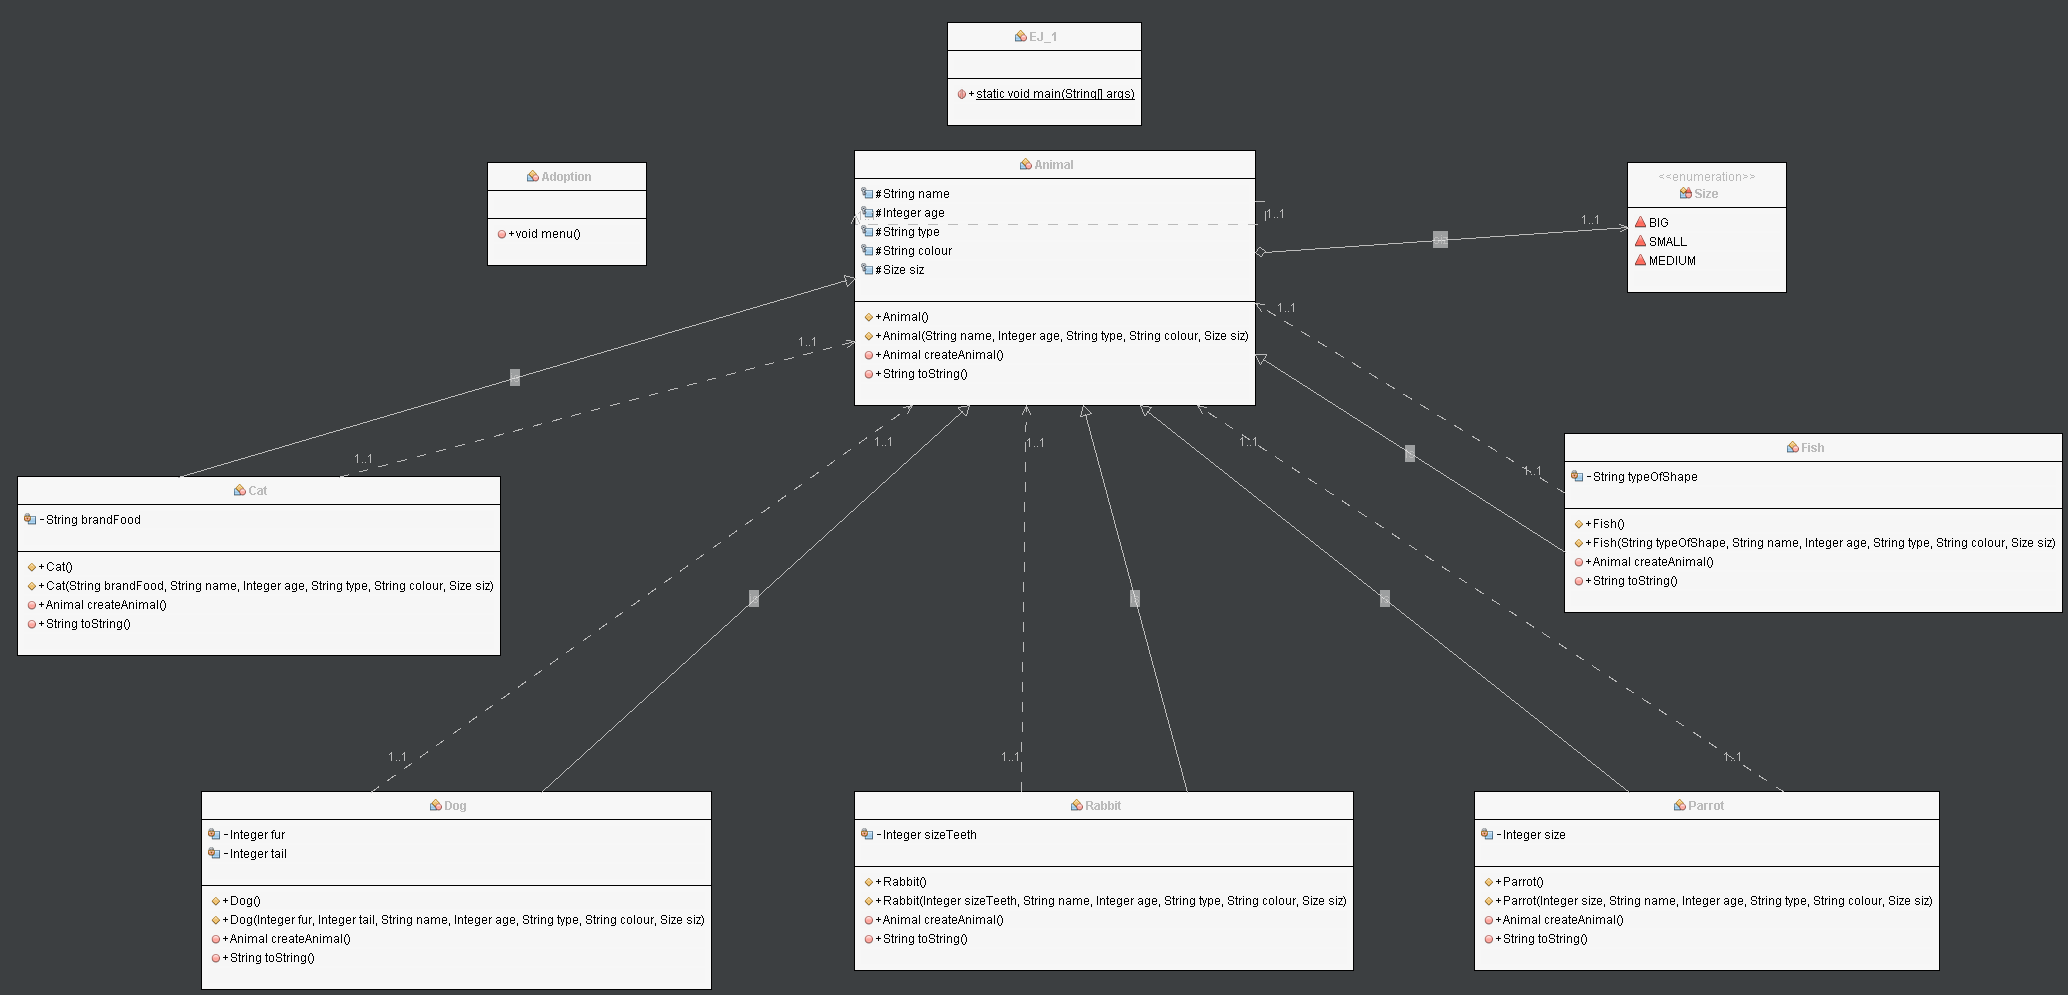 EJ_1
+static void main(String[] args)
Adoption
+void menu()
Animal
#String name
#Integer age
#String type
#String colour
#Size siz
+Animal()
+Animal(String name, Integer age, String type, String colour, Size siz)
+Animal createAnimal()
+String toString()
1..1
1..1
<<enumeration>>
Size
BIG
SMALL
MEDIUM
1..1
1..1
1..1
1..1
1..1
1..1
1..1
Cat
-String brandFood
+Cat()
+Cat(String brandFood, String name, Integer age, String type, String colour, Size siz)
+Animal createAnimal()
+String toString()
Fish
-String typeOfShape
+Fish()
+Fish(String typeOfShape, String name, Integer age, String type, String colour, Size siz)
+Animal createAnimal()
+String toString()
1..1
1..1
1..1
Dog
-Integer fur
-Integer tail
+Dog()
+Dog(Integer fur, Integer tail, String name, Integer age, String type, String colour, Size siz)
+Animal createAnimal()
+String toString()
Rabbit
-Integer sizeTeeth
+Rabbit()
+Rabbit(Integer sizeTeeth, String name, Integer age, String type, String colour, Size siz)
+Animal createAnimal()
+String toString()
Parrot
-Integer size
+Parrot()
+Parrot(Integer size, String name, Integer age, String type, String colour, Size siz)
+Animal createAnimal()
+String toString()